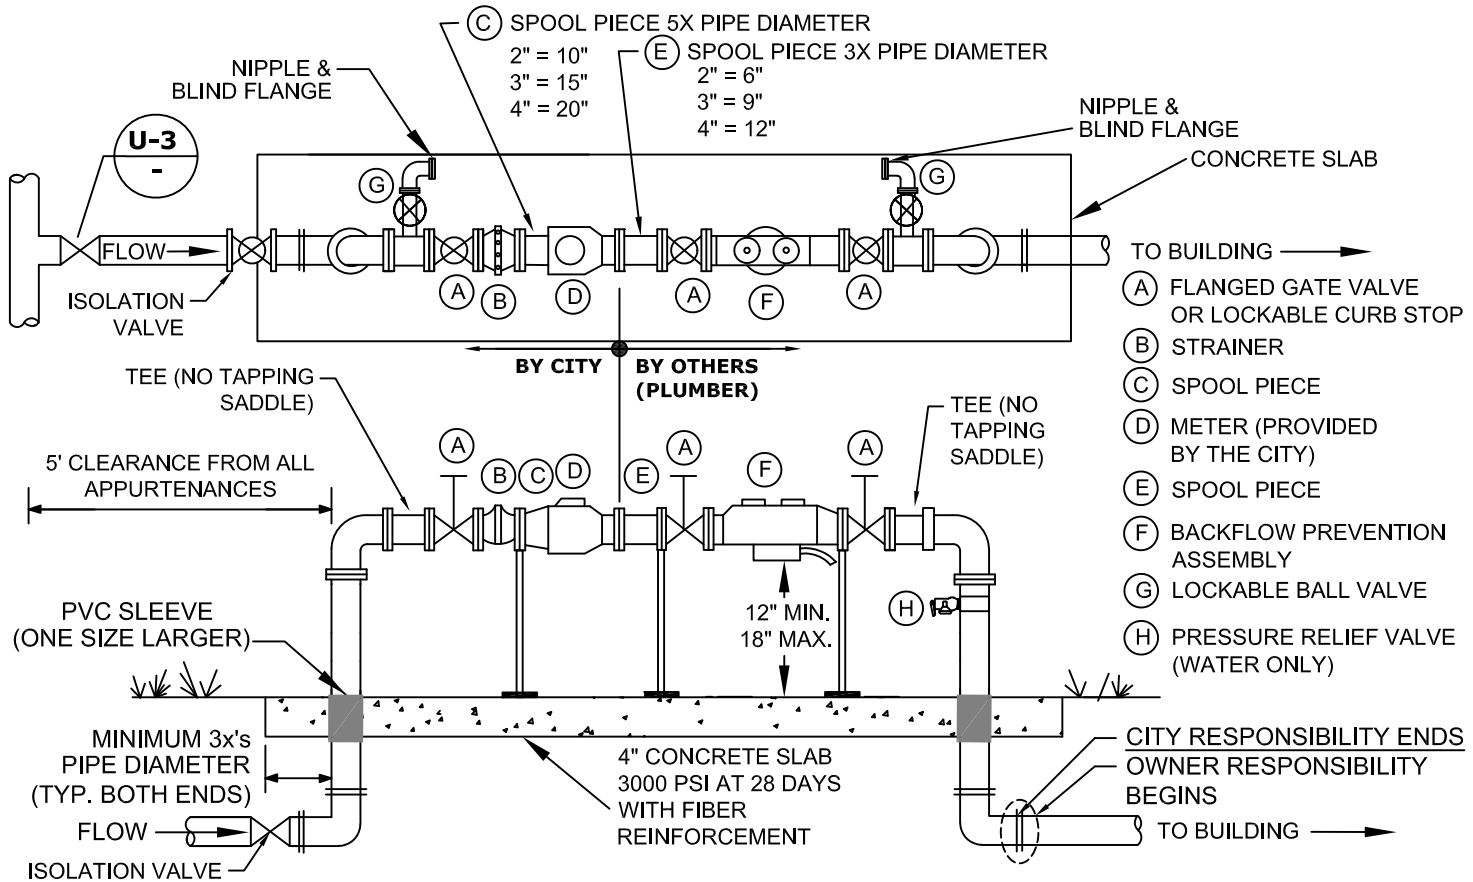 C SPOOL PIECE 5X PIPE DIAMETER
2" = 10"
3" = 15"
4" = 20"
E SPOOL PIECE 3X PIPE DIAMETER
2" = 6"
3" = 9"
4" = 12"
NIPPLE &
BLIND FLANGE
NIPPLE &
BLIND FLANGE
CONCRETE SLAB
U-3
-
G
G
FLOW
ISOLATION
VALVE
A
B
D
A
F
A
TO BUILDING
BY CITY
BY OTHERS
(PLUMBER)
A FLANGED GATE VALVE
OR LOCKABLE CURB STOP
B STRAINER
C SPOOL PIECE
D METER (PROVIDED
BY THE CITY)
E SPOOL PIECE
F BACKFLOW PREVENTION
ASSEMBLY
G LOCKABLE BALL VALVE
H PRESSURE RELIEF VALVE
(WATER ONLY)
TEE (NO TAPPING
SADDLE)
TEE (NO
TAPPING
SADDLE)
5' CLEARANCE FROM ALL
APPURTENANCES
A
B
C
D
E
A
F
A
12" MIN.
18" MAX.
H
PVC SLEEVE
(ONE SIZE LARGER)
MINIMUM 3x's
PIPE DIAMETER
(TYP. BOTH ENDS)
FLOW
ISOLATION VALVE
4" CONCRETE SLAB
3000 PSI AT 28 DAYS
WITH FIBER
REINFORCEMENT
CITY RESPONSIBILITY ENDS
OWNER RESPONSIBILITY
BEGINS
TO BUILDING